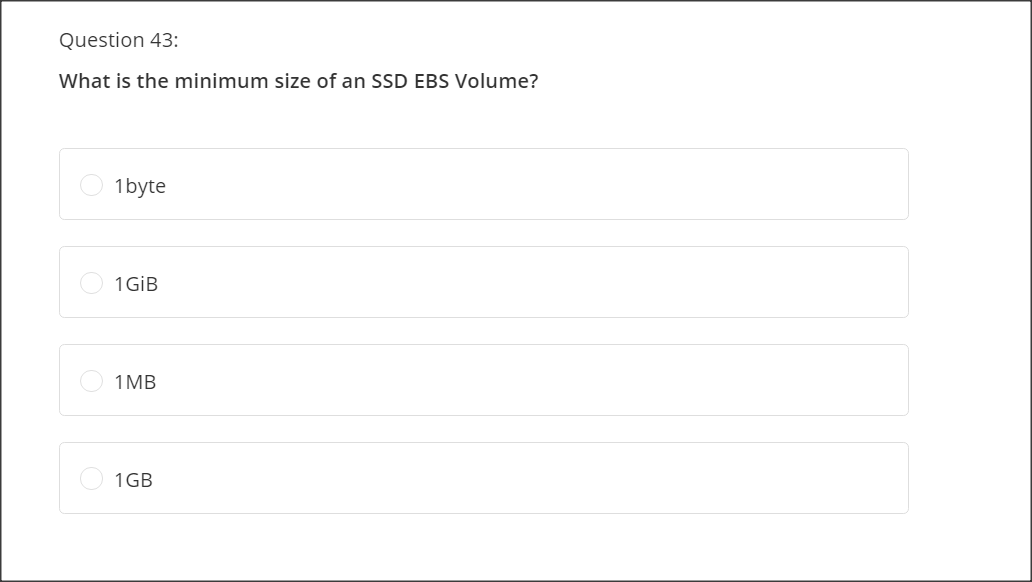 Question 43:
What is the minimum size of an SSD EBS Volume?
1byte
1GiB
1MB
1GB